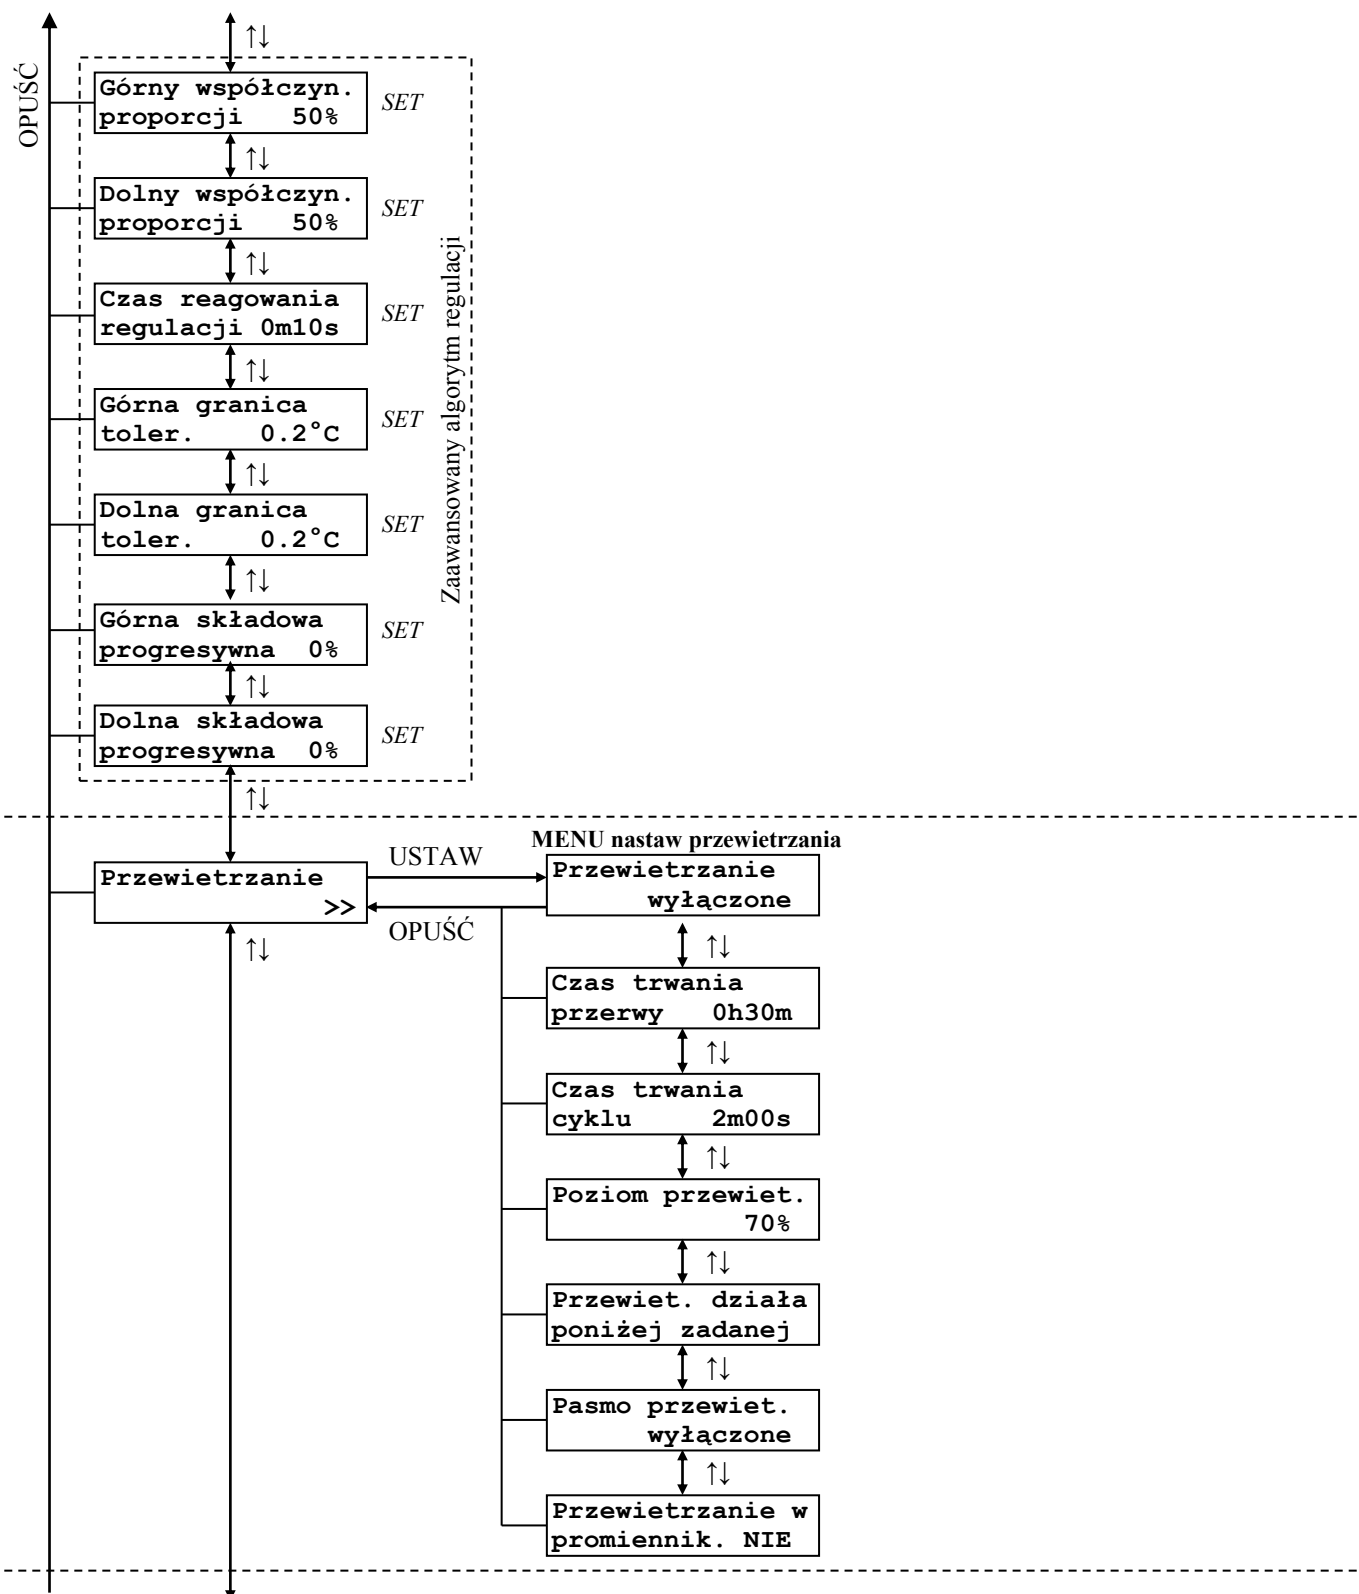 OPUŚĆ
↑↓
Górny współczyn.
proporcji 50%
SET
↑↓
Dolny współczyn.
proporcji 50%
SET
↑↓
Czas reagowania
regulacji 0m10s
SET
↑↓
Górna granica
toler. 0.2°C
SET
↑↓
Dolna granica
toler. 0.2°C
SET
↑↓
Górna składowa
progresywna 0%
SET
↑↓
Dolna składowa
progresywna 0%
SET
Zaawansowany algorytm regulacji
↑↓
Przewietrzanie
>>
USTAW
OPUŚĆ
↑↓
MENU nastaw przewietrzania
Przewietrzanie
wyłączone
↑↓
Czas trwania
przerwy 0h30m
↑↓
Czas trwania
cyklu 2m00s
↑↓
Poziom przewiet.
70%
↑↓
Przewiet. działa
poniżej zadanej
↑↓
Pasmo przewiet.
wyłączone
↑↓
Przewietrzanie w
promiennik. NIE